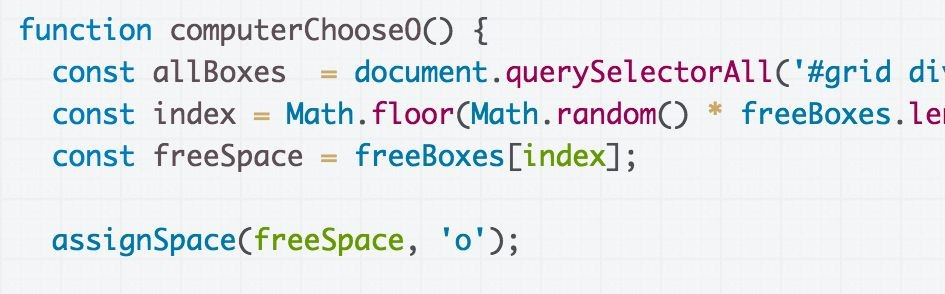 function computerChooseO() {
const allBoxes = document.querySelectorAll('#grid div
const index = Math.floor(Math.random() * freeBoxes.len
const freeSpace = freeBoxes[index];
assignSpace(freeSpace, 'o');